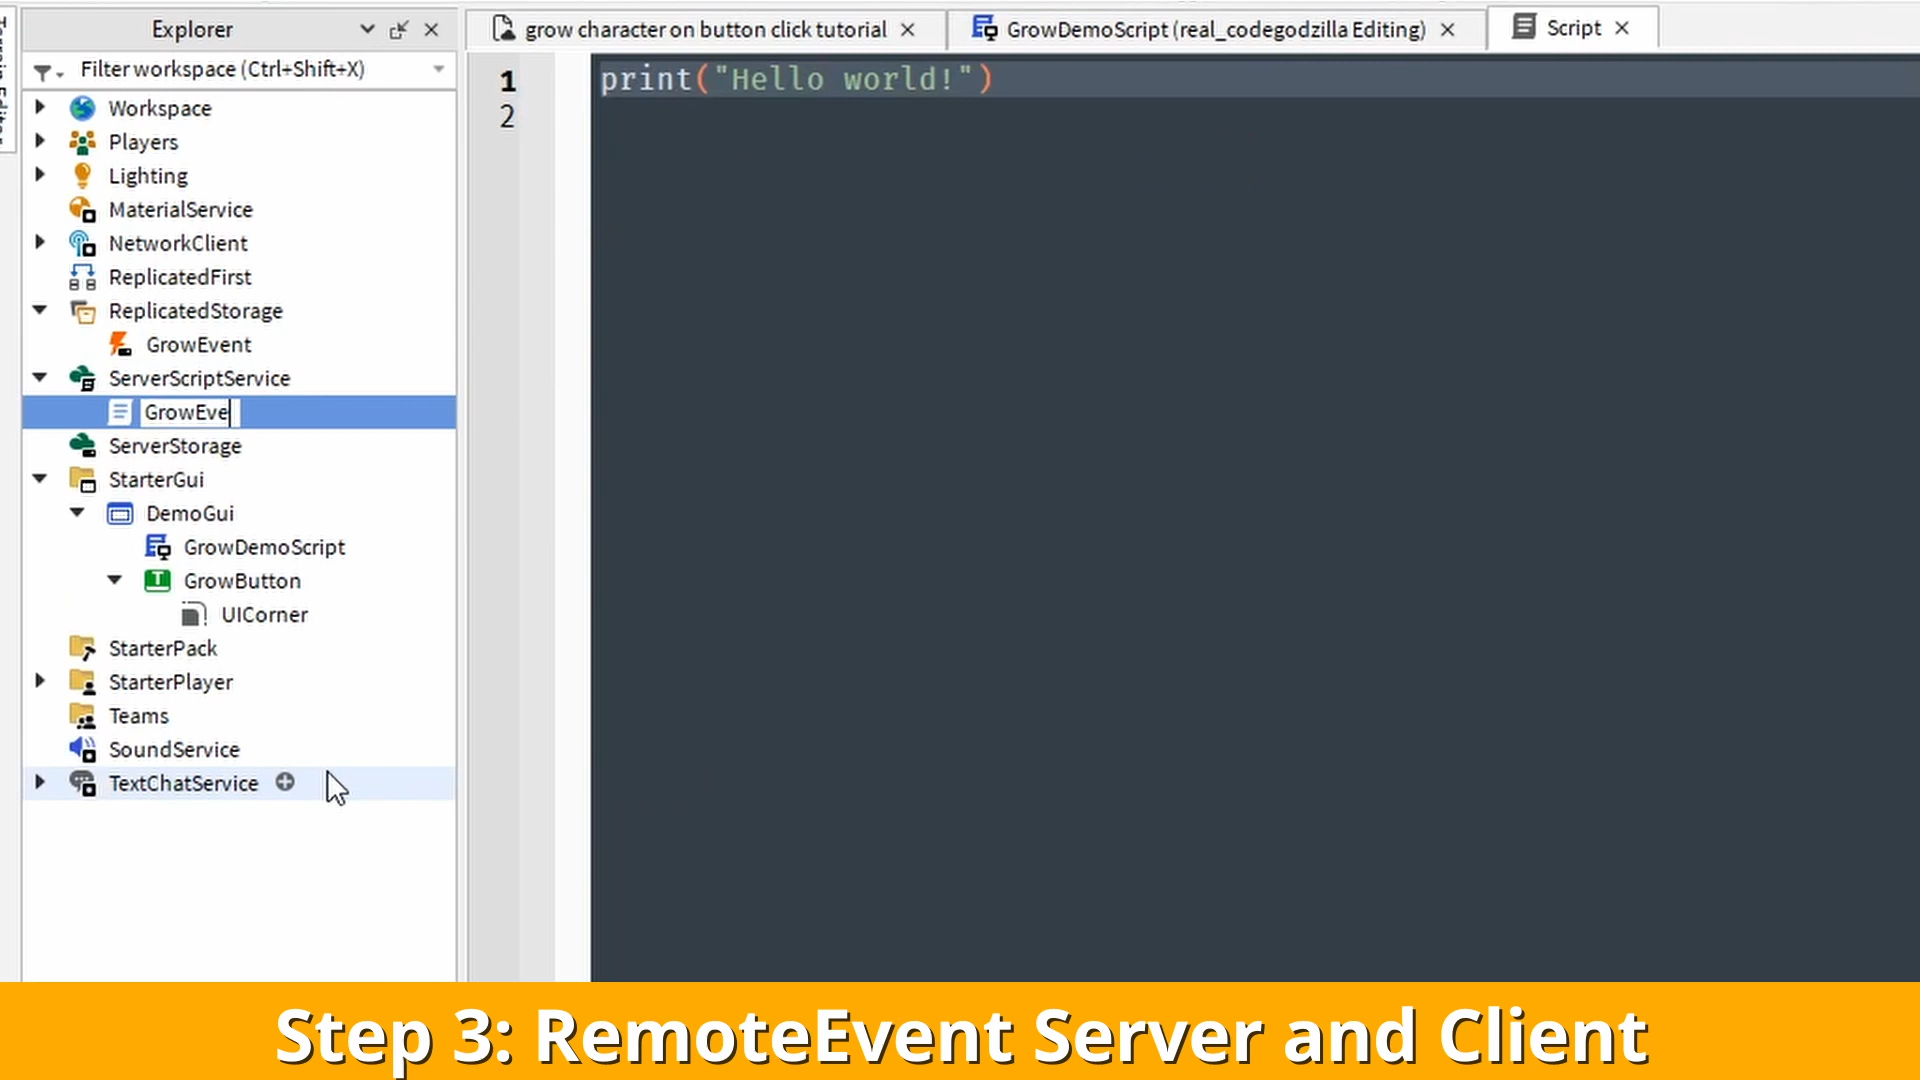 Explorer
Filter workspace (Ctrl+Shift+X)
Workspace
Players
Lighting
MaterialService
NetworkClient
ReplicatedFirst
ReplicatedStorage
GrowEvent
ServerScriptService
GrowEve
ServerStorage
StarterGui
DemoGui
GrowDemoScript
GrowButton
UICorner
StarterPack
StarterPlayer
Teams
SoundService
TextChatService
grow character on button click tutorial
GrowDemoScript (real_codegodzilla Editing)
Script
1 print("Hello world!")
2
Step 3: RemoteEvent Server and Client